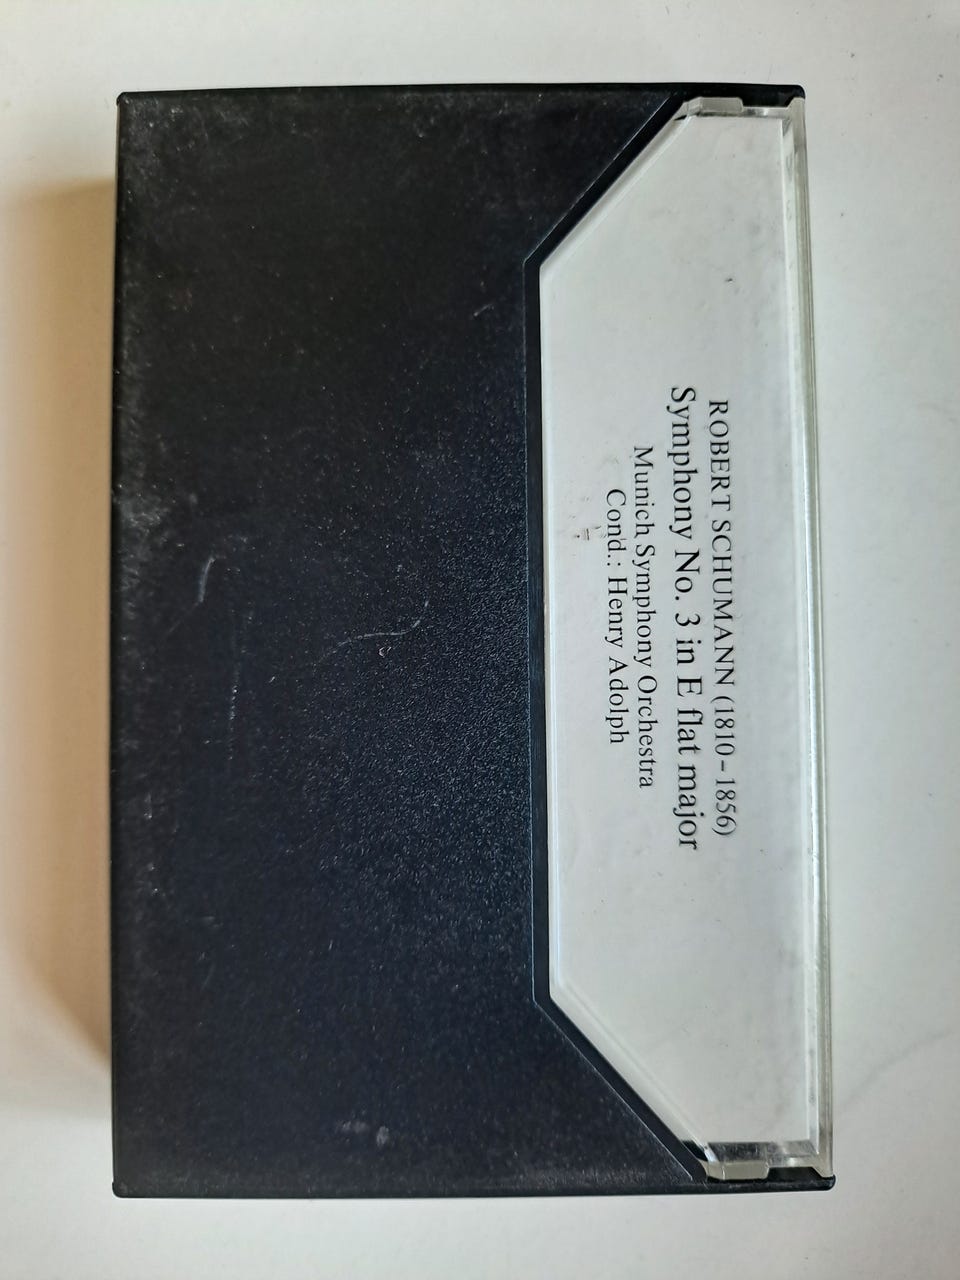 ROBERT SCHUMANN (1810–1856)
Symphony No. 3 in E flat major
Munich Symphony Orchestra
Cond.: Henry Adolph